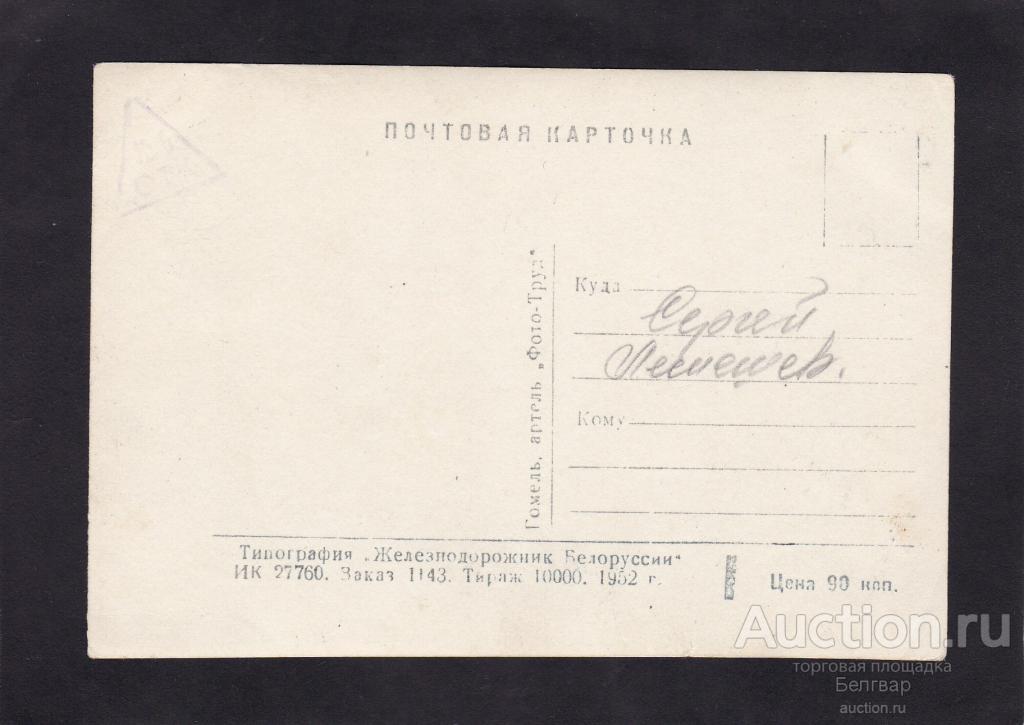 ПОЧТОВАЯ КАРТОЧКА
Гомель, артель „Фото-Труд"
Куда
Сергей
Лемешев.
Кому
Типография „Железнодорожник Белоруссии"
ИК 27760. Заказ 1143. Тираж 10000. 1952 г.
Цена 90 коп.
Auction.ru
торговая площадка
Белгвар
auction.ru